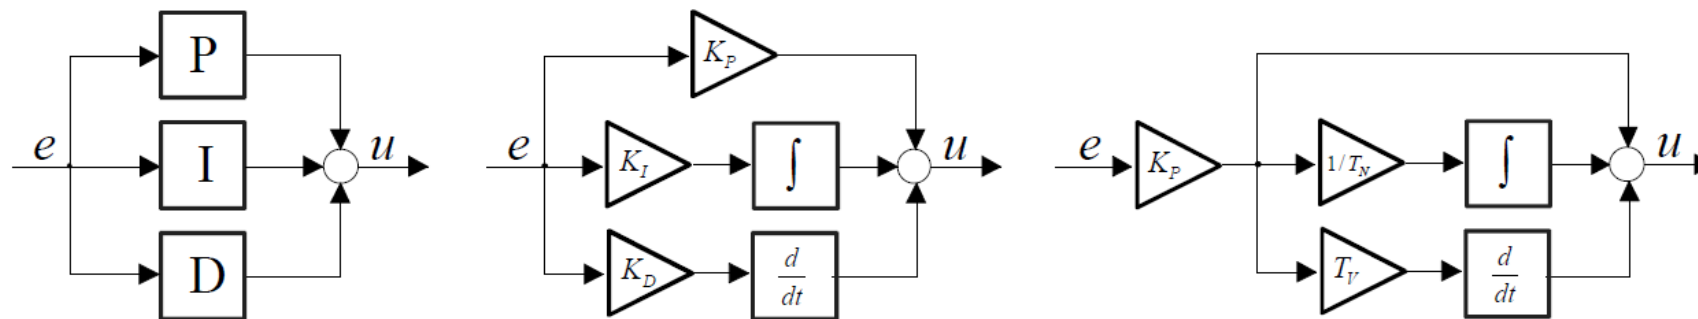 P
e
I
u
D
K_P
e
K_I
∫
u
K_D
d/dt
e
K_P
1/T_N
∫
u
T_V
d/dt